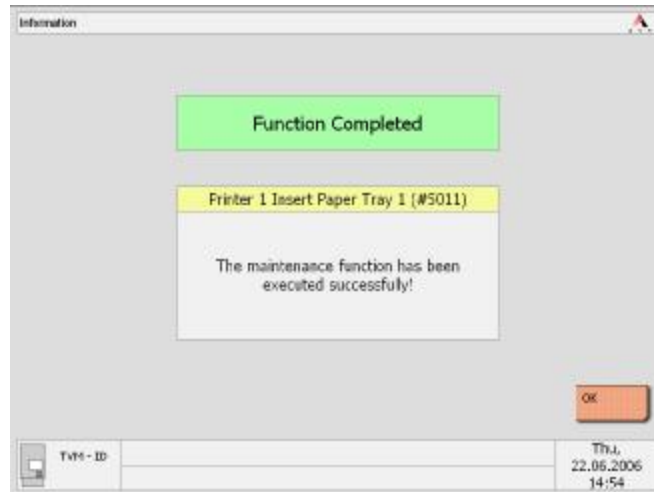 Information
Function Completed
Printer 1 Insert Paper Tray 1 (#5011)
The maintenance function has been
executed successfully!
OK
TVM - ID
Thu,
22.06.2006
14:54